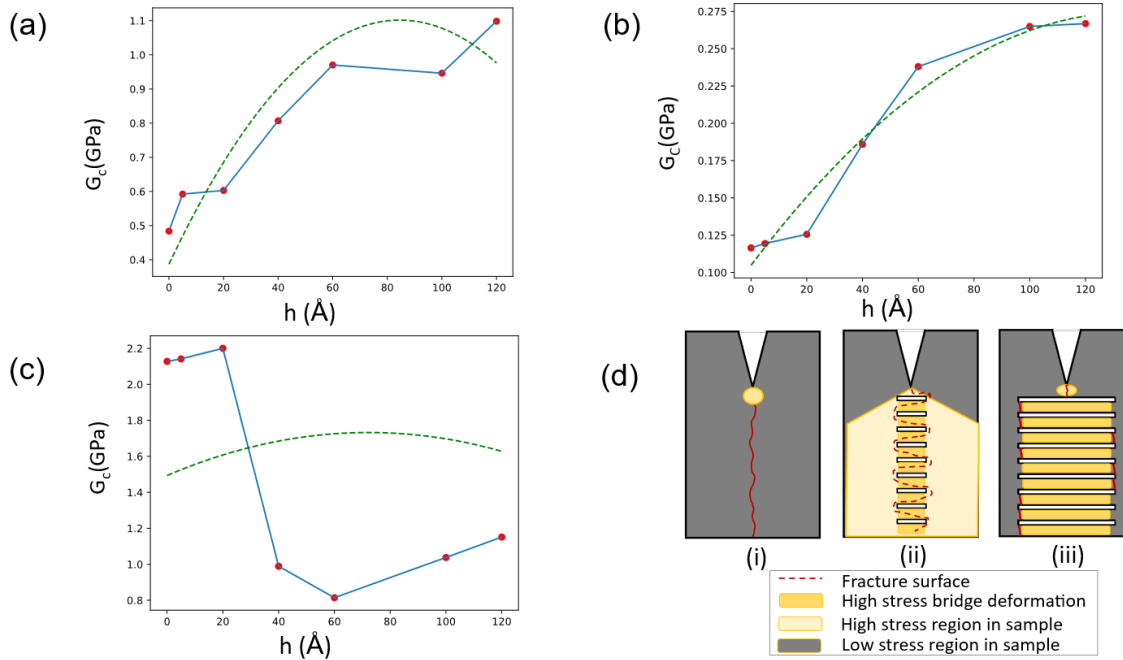 (a)
1.1
1.0
0.9
0.8
0.7
0.6
0.5
0.4
G_c(GPa)
0 20 40 60 80 100 120
h (Å)
(b)
0.275
0.250
0.225
0.200
0.175
0.150
0.125
0.100
G_C(GPa)
0 20 40 60 80 100 120
h (Å)
(c)
2.2
2.0
1.8
1.6
1.4
1.2
1.0
0.8
G_c(GPa)
0 20 40 60 80 100 120
h (Å)
(d)
(i) (ii) (iii)
Fracture surface
High stress bridge deformation
High stress region in sample
Low stress region in sample